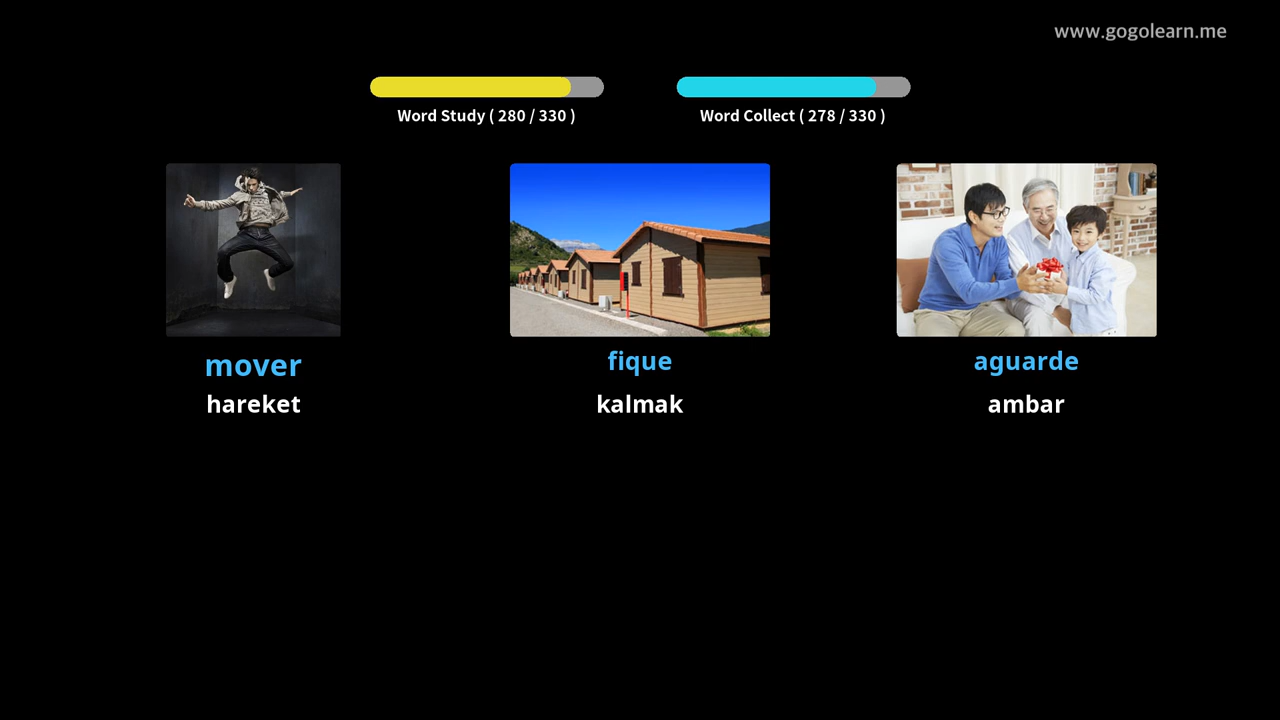 www.gogolearn.me
Word Study ( 280 / 330 )
Word Collect ( 278 / 330 )
mover
hareket
fique
kalmak
aguarde
ambar